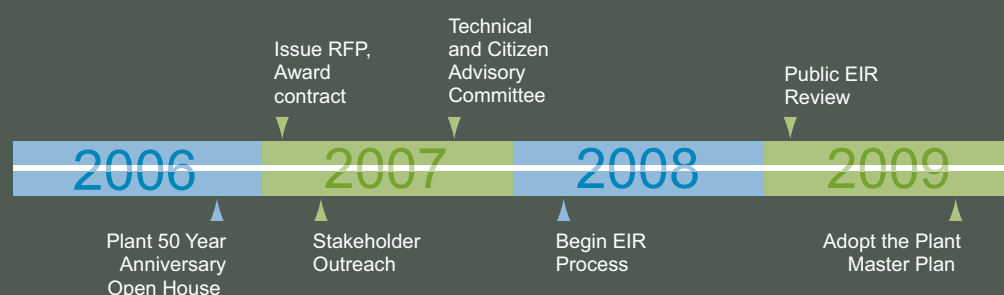 Issue RFP,
Award
contract
Technical
and Citizen
Advisory
Committee
Public EIR
Review
2006
2007
2008
2009
Plant 50 Year
Anniversary
Open House
Stakeholder
Outreach
Begin EIR
Process
Adopt the Plant
Master Plan